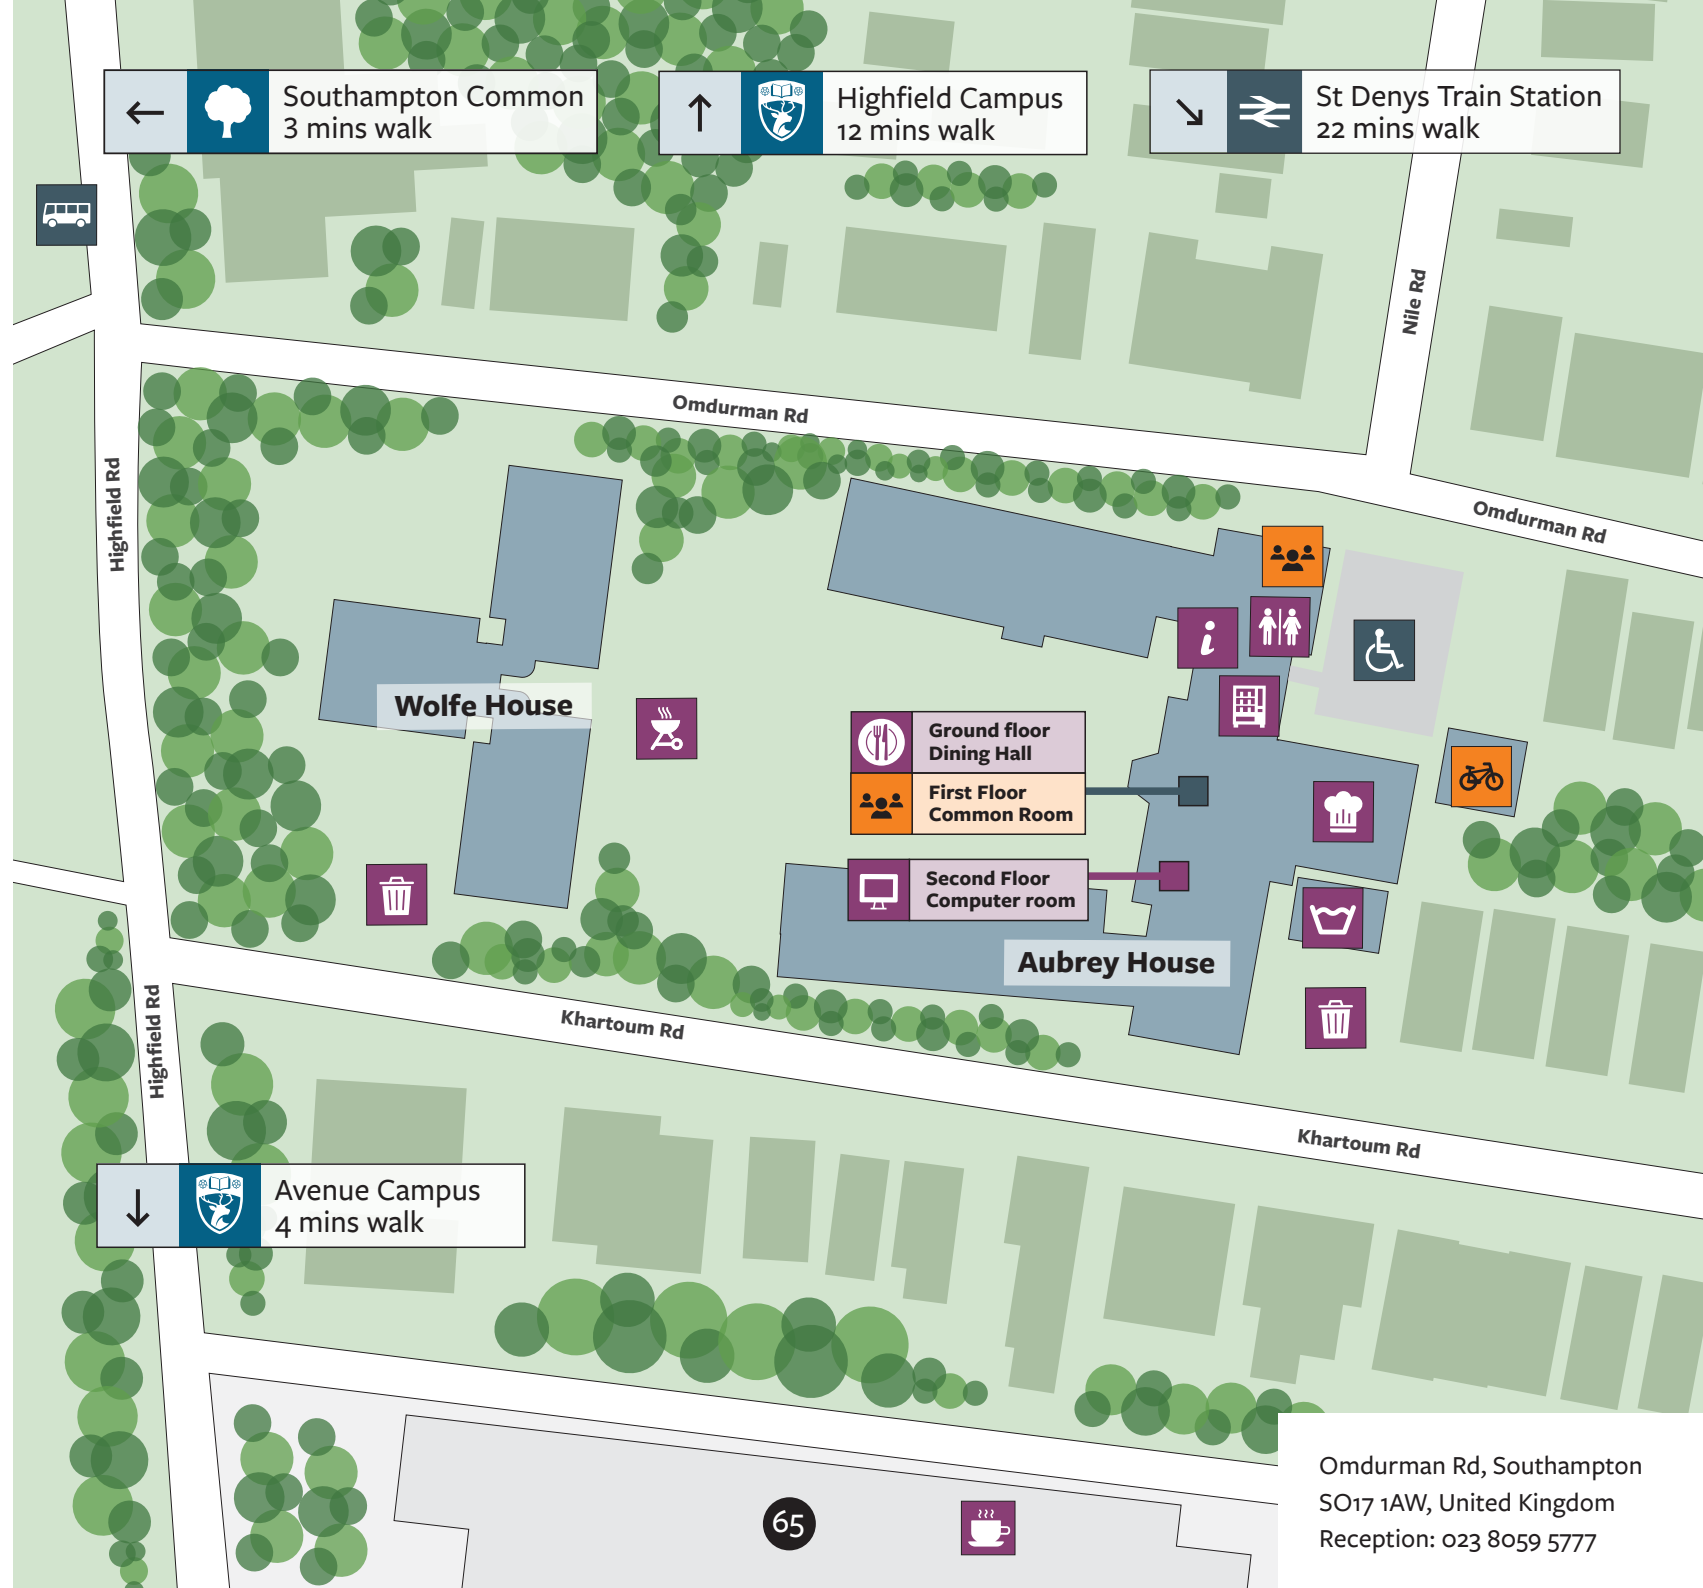 Southampton Common
3 mins walk
Highfield Campus
12 mins walk
St Denys Train Station
22 mins walk
Nile Rd
Omdurman Rd
Highfield Rd
Omdurman Rd
Wolfe House
Ground floor
Dining Hall
First Floor
Common Room
Second Floor
Computer room
Aubrey House
Highfield Rd
Khartoum Rd
Khartoum Rd
Avenue Campus
4 mins walk
65
Omdurman Rd, Southampton
SO17 1AW, United Kingdom
Reception: 023 8059 5777